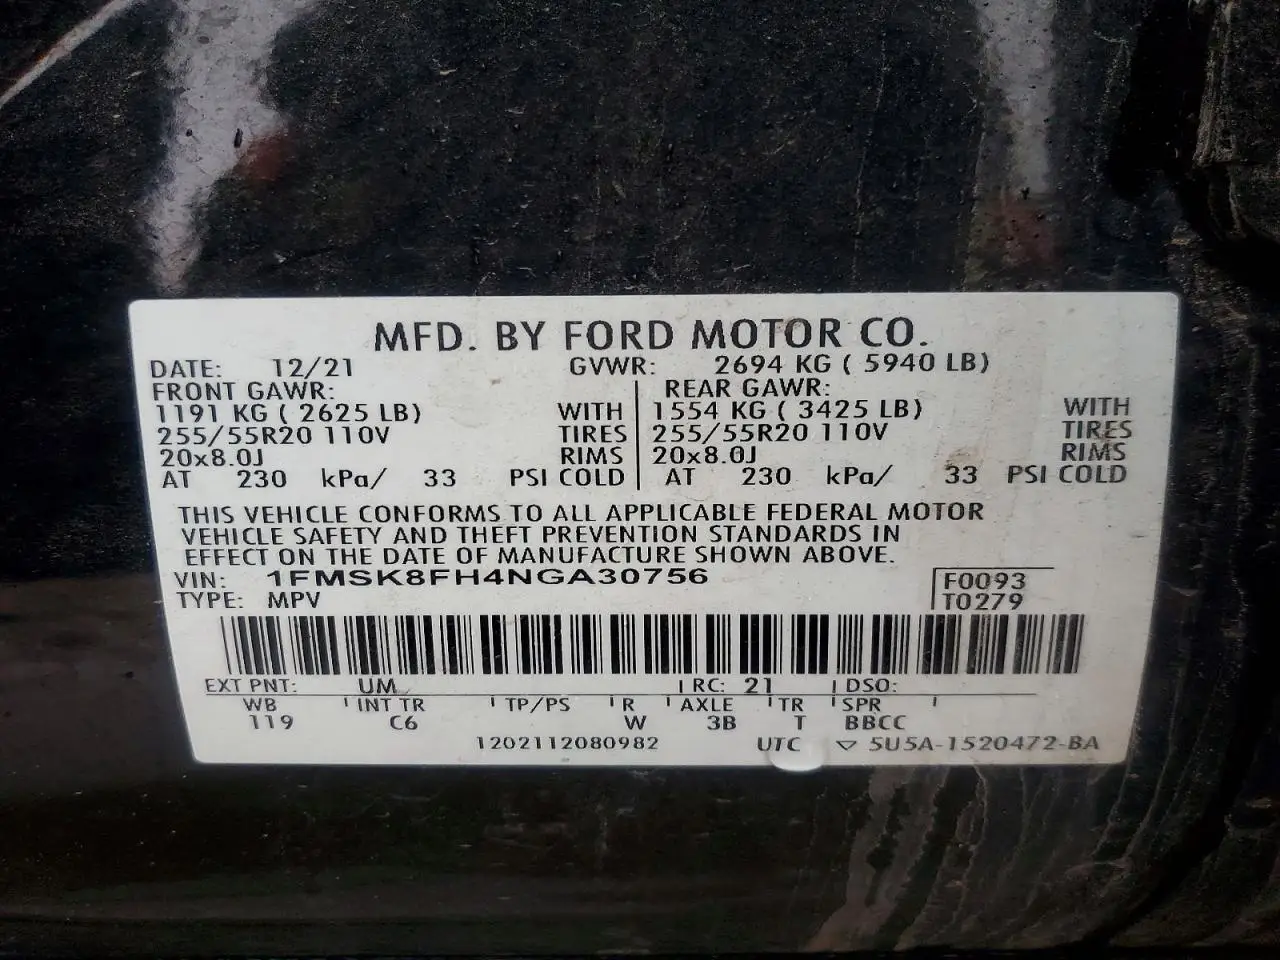 MFD. BY FORD MOTOR CO.
DATE: 12/21 GVWR: 2694 KG ( 5940 LB)
FRONT GAWR: REAR GAWR:
1191 KG ( 2625 LB) WITH 1554 KG ( 3425 LB) WITH
255/55R20 110V TIRES 255/55R20 110V TIRES
20x8.0J RIMS 20x8.0J RIMS
AT 230 kPa/ 33 PSI COLD AT 230 kPa/ 33 PSI COLD
THIS VEHICLE CONFORMS TO ALL APPLICABLE FEDERAL MOTOR
VEHICLE SAFETY AND THEFT PREVENTION STANDARDS IN
EFFECT ON THE DATE OF MANUFACTURE SHOWN ABOVE.
VIN: 1FMSK8FH4NGA30756 F0093
TYPE: MPV T0279
EXT PNT: UM RC: 21 DSO:
WB INT TR TP/PS R AXLE TR SPR
119 C6 W 3B T BBCC
1202112080982 UTC ▽ 5U5A-1520472-BA